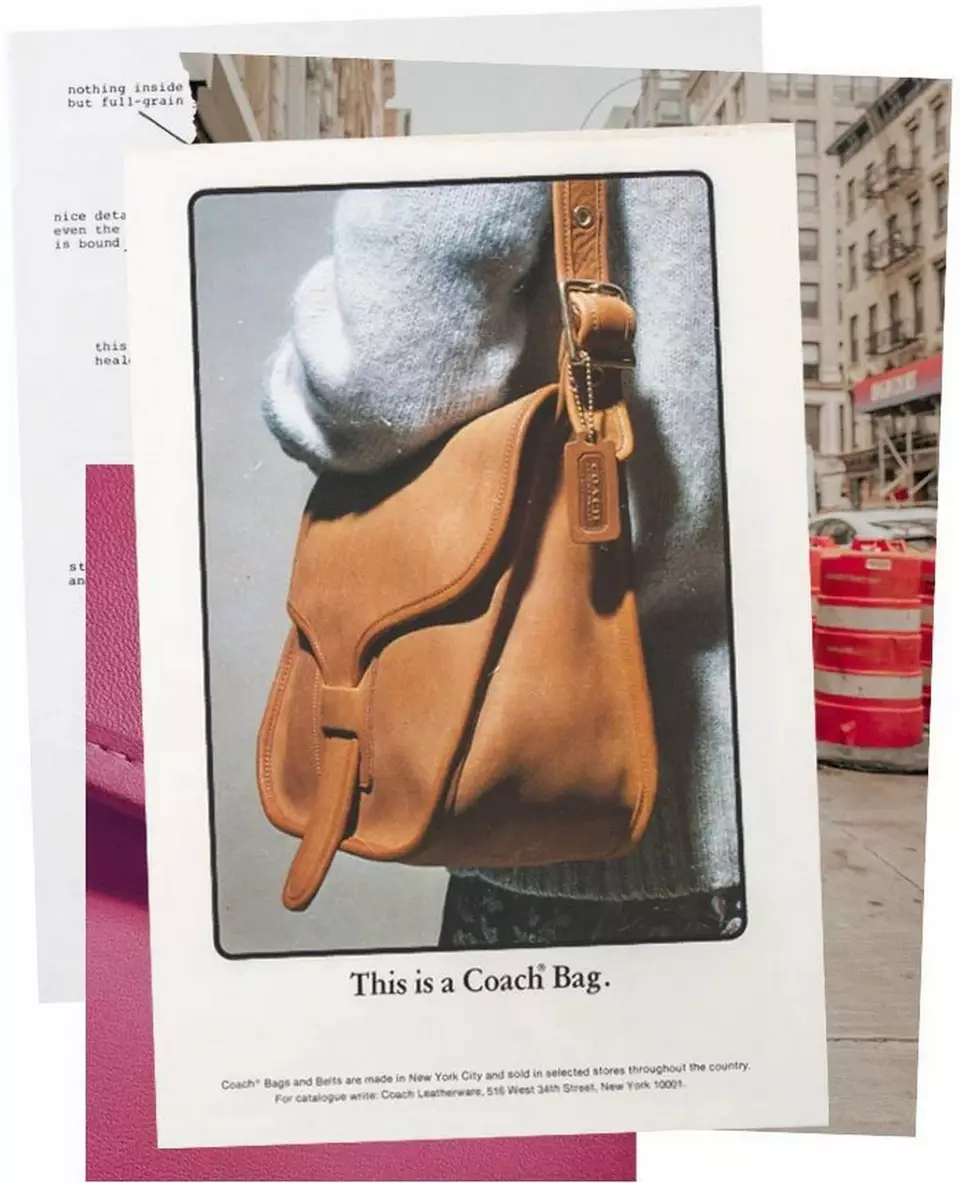 nothing inside
but full-grain
nice deta
even the
is bound
this
heal
st
an
COACH
This is a Coach® Bag.
Coach® Bags and Belts are made in New York City and sold in selected stores throughout the country.
For catalogue write: Coach Leatherware, 516 West 34th Street, New York 10001.